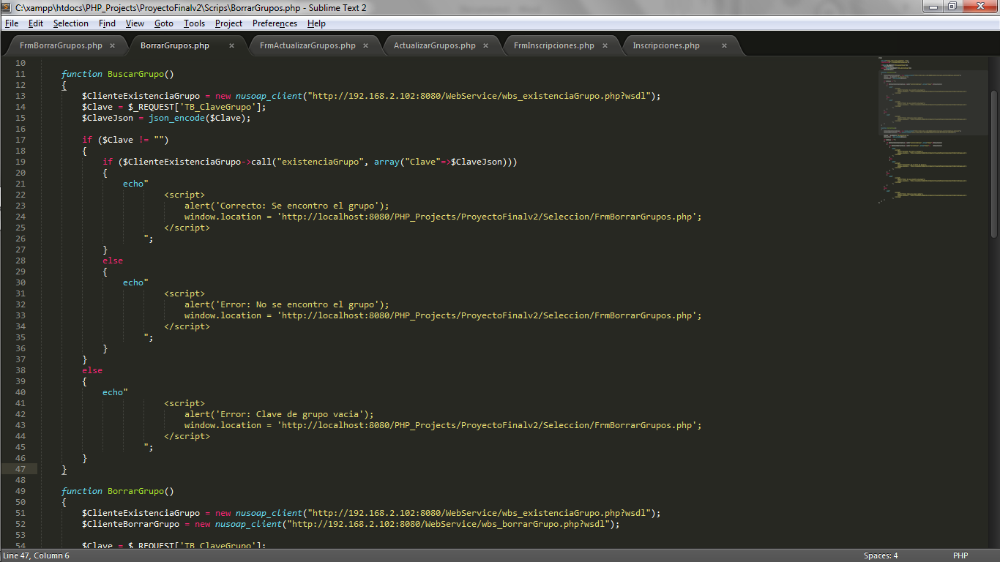 C:\xampp\htdocs\PHP_Projects\ProyectoFinalv2\Scrips\BorrarGrupos.php - Sublime Text 2
File Edit Selection Find View Goto Tools Project Preferences Help
FrmBorrarGrupos.php × BorrarGrupos.php × FrmActualizarGrupos.php × ActualizarGrupos.php × FrmInscripciones.php × Inscripciones.php ×
10
11 function BuscarGrupo()
12 {
13 $ClienteExistenciaGrupo = new nusoap_client("http://192.168.2.102:8080/WebService/wbs_existenciaGrupo.php?wsdl");
14 $Clave = $_REQUEST['TB_ClaveGrupo'];
15 $ClaveJson = json_encode($Clave);
16
17 if ($Clave != "")
18 {
19 if ($ClienteExistenciaGrupo->call("existenciaGrupo", array("Clave"=>$ClaveJson)))
20 {
21 echo"
22 <script>
23 alert('Correcto: Se encontro el grupo');
24 window.location = 'http://localhost:8080/PHP_Projects/ProyectoFinalv2/Seleccion/FrmBorrarGrupos.php';
25 </script>
26 ";
27 }
28 else
29 {
30 echo"
31 <script>
32 alert('Error: No se encontro el grupo');
33 window.location = 'http://localhost:8080/PHP_Projects/ProyectoFinalv2/Seleccion/FrmBorrarGrupos.php';
34 </script>
35 ";
36 }
37 }
38 else
39 {
40 echo"
41 <script>
42 alert('Error: Clave de grupo vacia');
43 window.location = 'http://localhost:8080/PHP_Projects/ProyectoFinalv2/Seleccion/FrmBorrarGrupos.php';
44 </script>
45 ";
46 }
47 }
48
49 function BorrarGrupo()
50 {
51 $ClienteExistenciaGrupo = new nusoap_client("http://192.168.2.102:8080/WebService/wbs_existenciaGrupo.php?wsdl");
52 $ClienteBorrarGrupo = new nusoap_client("http://192.168.2.102:8080/WebService/wbs_borrarGrupo.php?wsdl");
53
54 $Clave = $_REQUEST['TB_ClaveGrupo'];
Line 47, Column 6 Spaces: 4 PHP